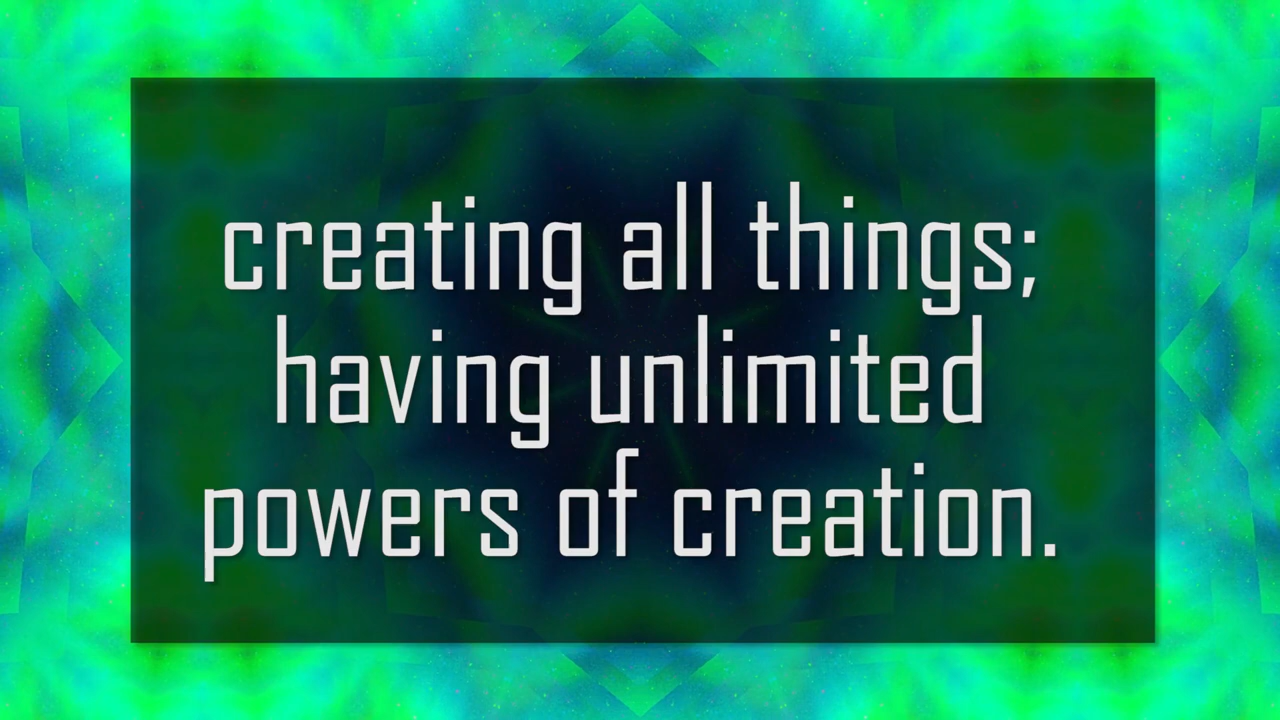 creating all things;
having unlimited
powers of creation.